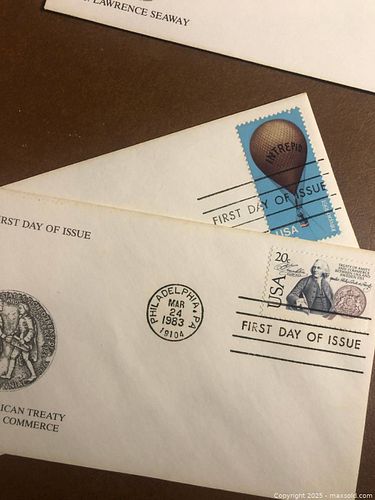 . LAWRENCE SEAWAY
INTREPID
USA
FIRST DAY OF ISSUE
RST DAY OF ISSUE
20c
USA
PHILADELPHIA, PA
MAR
24
1983
19104
FIRST DAY OF ISSUE
ICAN TREATY
COMMERCE
Copyright 2025 - maxsold.com